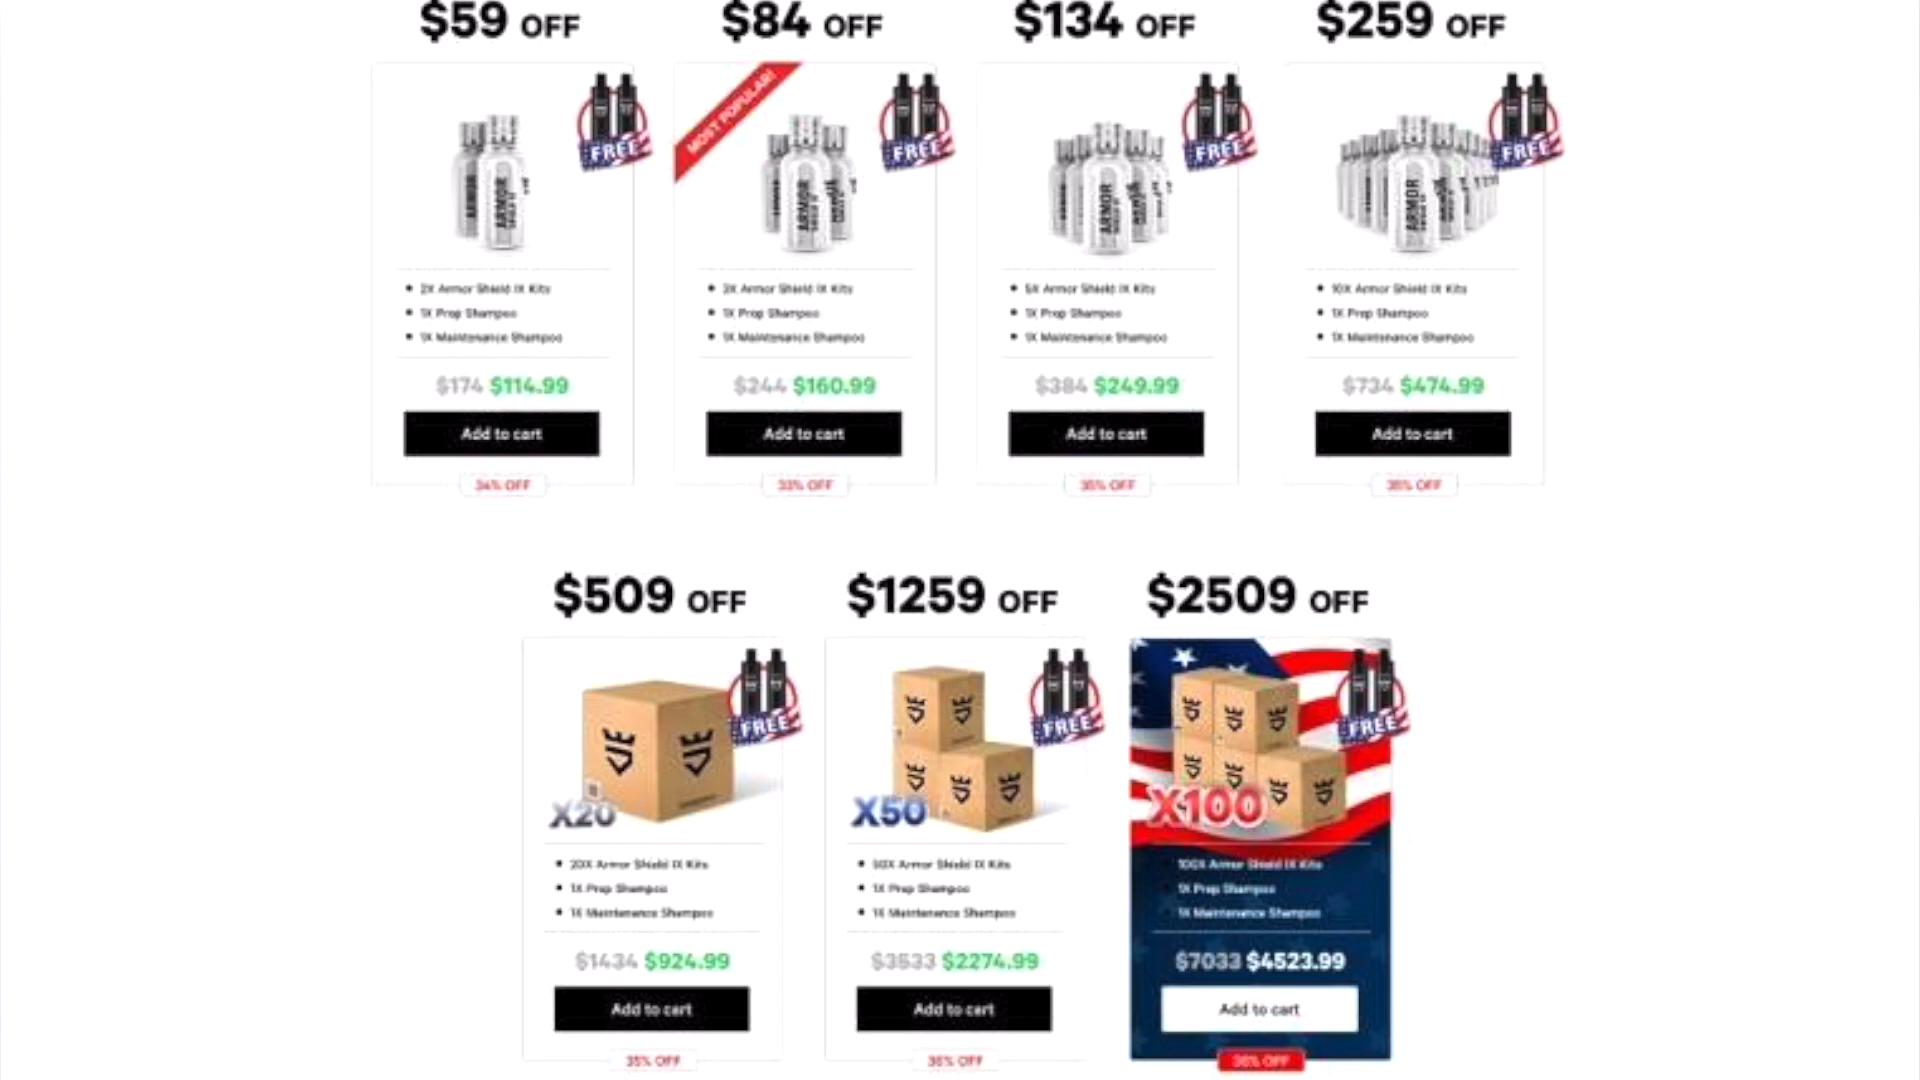 $59 OFF
$84 OFF
$134 OFF
$259 OFF
FREE
MOST POPULAR!
FREE
FREE
FREE
ARMOR
ARMOR
ARMOR
ARMOR
ARMOR
2X Armor Shield IX Kits
1X Prep Shampoo
1X Maintenance Shampoo
$174 $114.99
Add to cart
34% OFF
3X Armor Shield IX Kits
1X Prep Shampoo
1X Maintenance Shampoo
$244 $160.99
Add to cart
33% OFF
5X Armor Shield IX Kits
1X Prep Shampoo
1X Maintenance Shampoo
$384 $249.99
Add to cart
35% OFF
10X Armor Shield IX Kits
1X Prep Shampoo
1X Maintenance Shampoo
$734 $474.99
Add to cart
35% OFF
$509 OFF
$1259 OFF
$2509 OFF
FREE
X20
20X Armor Shield IX Kits
1X Prep Shampoo
1X Maintenance Shampoo
$1434 $924.99
Add to cart
35% OFF
FREE
X50
50X Armor Shield IX Kits
1X Prep Shampoo
1X Maintenance Shampoo
$3533 $2274.99
Add to cart
36% OFF
FREE
X100
100X Armor Shield IX Kits
1X Prep Shampoo
1X Maintenance Shampoo
$7033 $4523.99
Add to cart
36% OFF